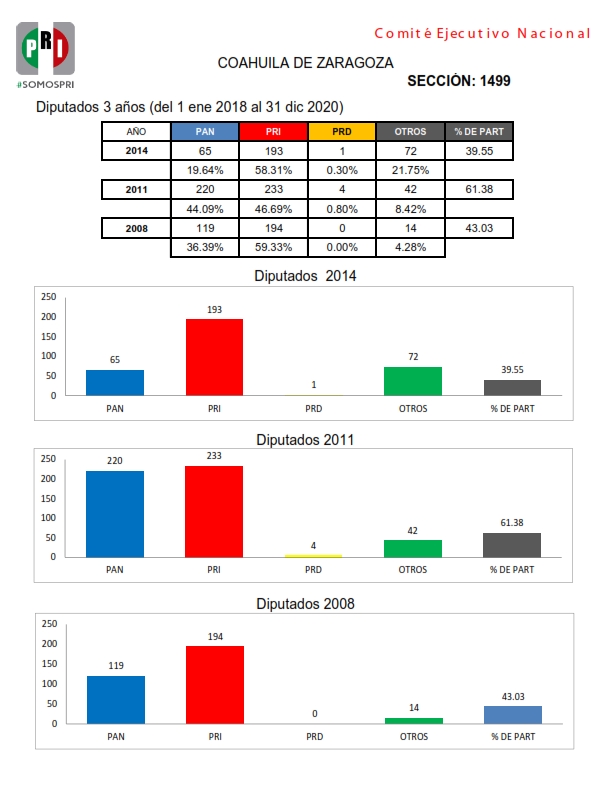 Comité Ejecutivo Nacional
PRI
#SOMOSPRI
COAHUILA DE ZARAGOZA
SECCIÓN: 1499
Diputados 3 años (del 1 ene 2018 al 31 dic 2020)
AÑO PAN PRI PRD OTROS % DE PART
2014 65 193 1 72 39.55
19.64% 58.31% 0.30% 21.75%
2011 220 233 4 42 61.38
44.09% 46.69% 0.80% 8.42%
2008 119 194 0 14 43.03
36.39% 59.33% 0.00% 4.28%
Diputados 2014
250
200
150
100
50
0
65 193 1 72 39.55
PAN PRI PRD OTROS % DE PART
Diputados 2011
250
200
150
100
50
0
220 233 4 42 61.38
PAN PRI PRD OTROS % DE PART
Diputados 2008
250
200
150
100
50
0
119 194 0 14 43.03
PAN PRI PRD OTROS % DE PART